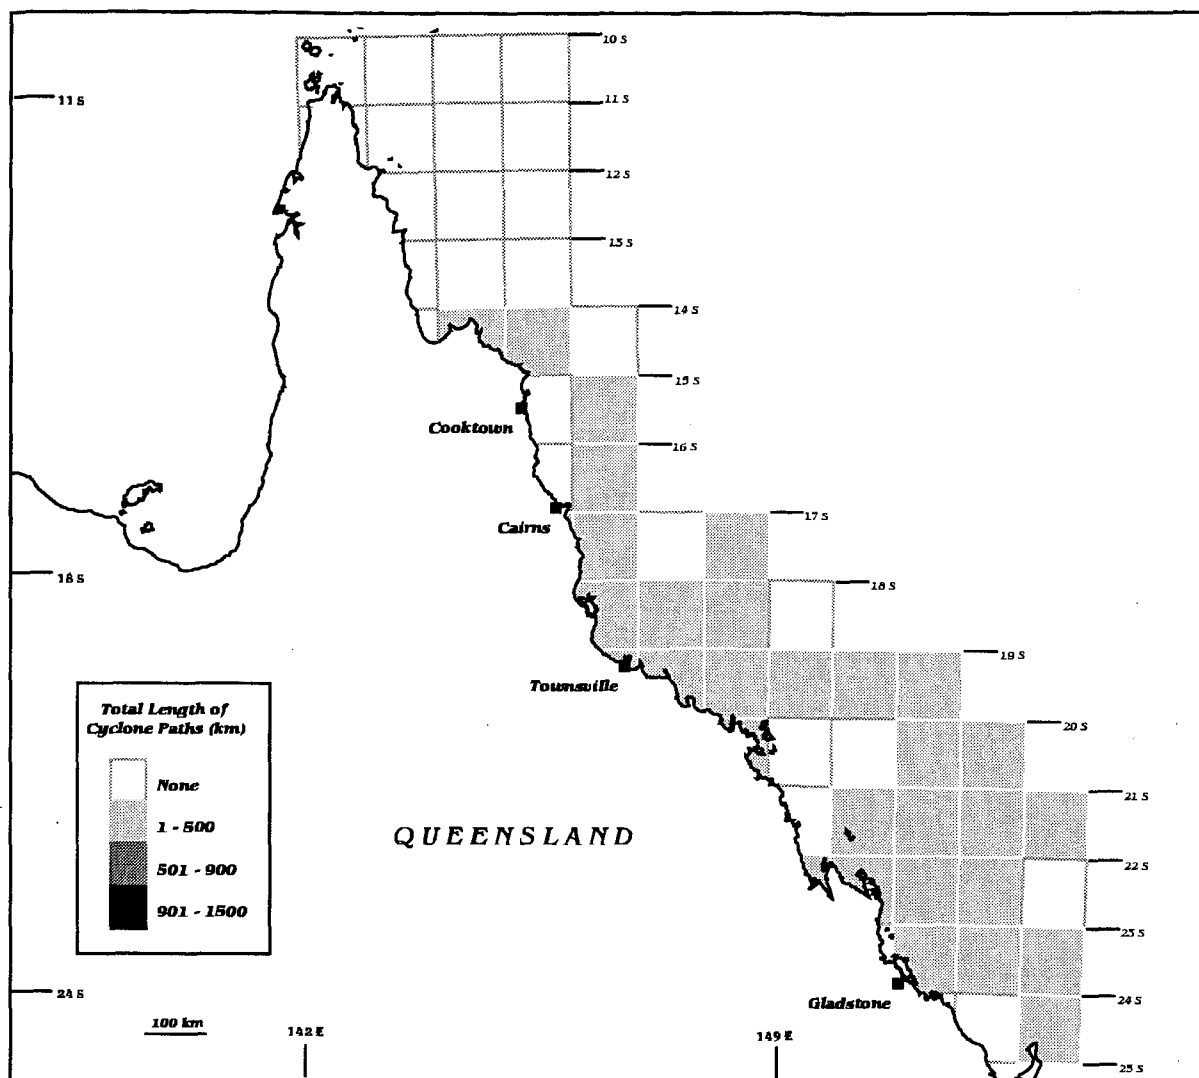 10 S
11 S
11 S
12 S
13 S
14 S
15 S
16 S
Cooktown
Cairns
17 S
18 S
18 S
19 S
Townsville
20 S
Total Length of
Cyclone Paths (km)
None
1 - 500
501 - 900
901 - 1500
QUEENSLAND
21 S
22 S
23 S
24 S
24 S
Gladstone
100 km
142 E
149 E
25 S